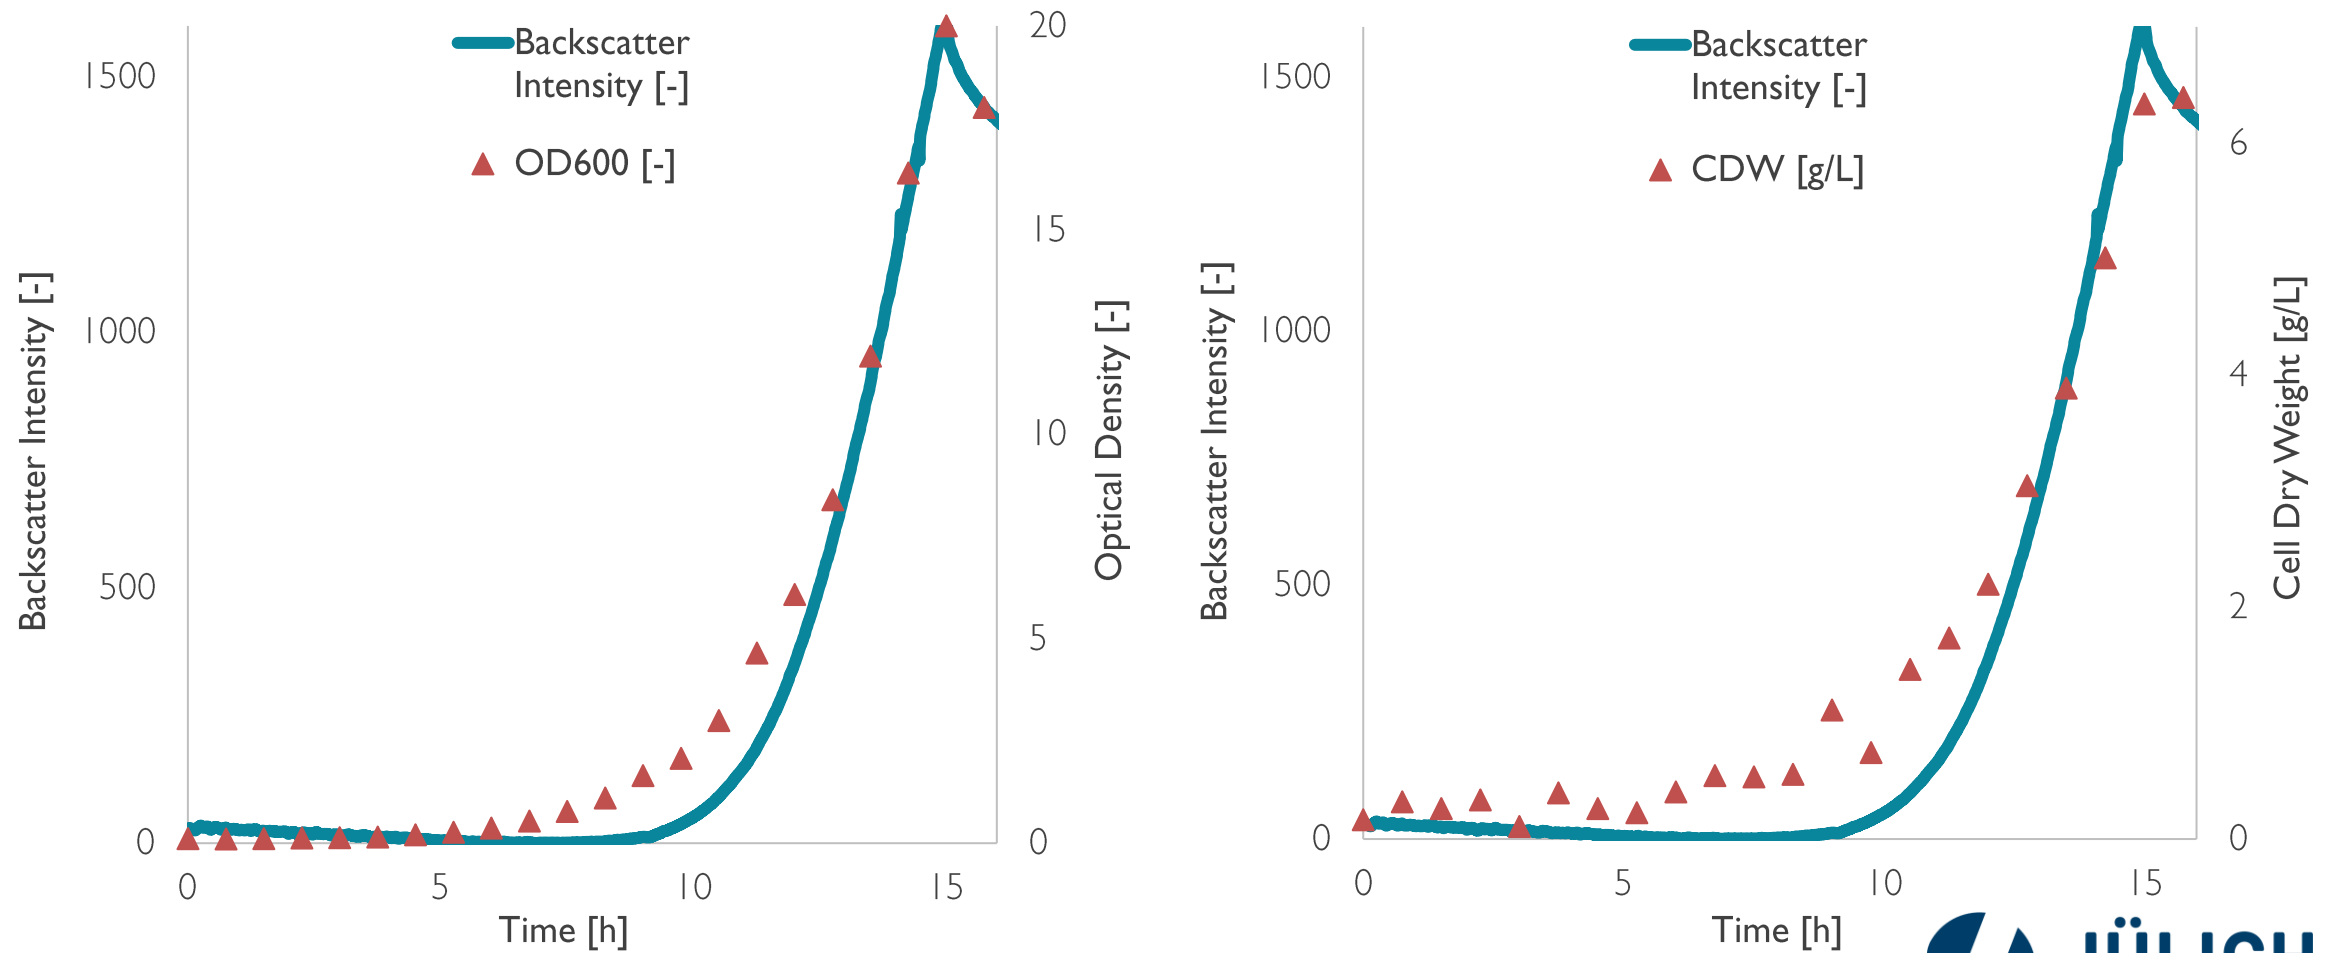 Backscatter
Intensity [-]
OD600 [-]
1500
1000
500
0
20
15
10
5
0
0
5
10
15
Time [h]
Backscatter Intensity [-]
Optical Density [-]
Backscatter
Intensity [-]
CDW [g/L]
1500
1000
500
0
6
4
2
0
0
5
10
15
Time [h]
Backscatter Intensity [-]
Cell Dry Weight [g/L]
JÜLICH